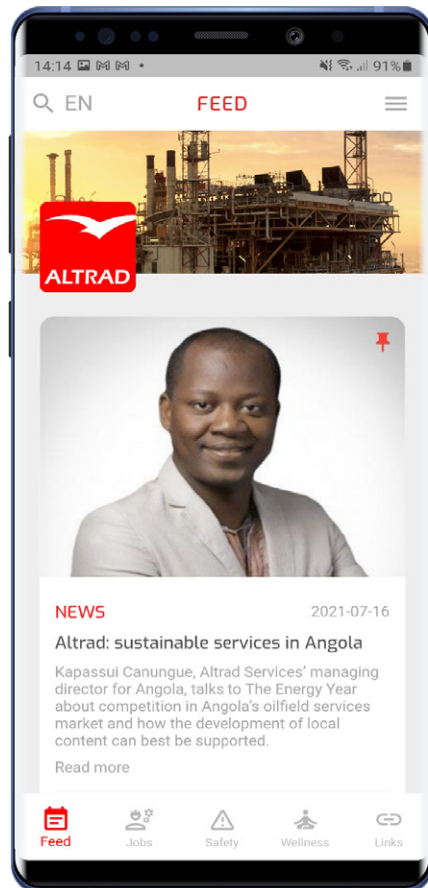 14:14 91%
EN FEED
ALTRAD
NEWS 2021-07-16
Altrad: sustainable services in Angola
Kapassui Canungue, Altrad Services' managing
director for Angola, talks to The Energy Year
about competition in Angola's oilfield services
market and how the development of local
content can best be supported.
Read more
Feed Jobs Safety Wellness Links